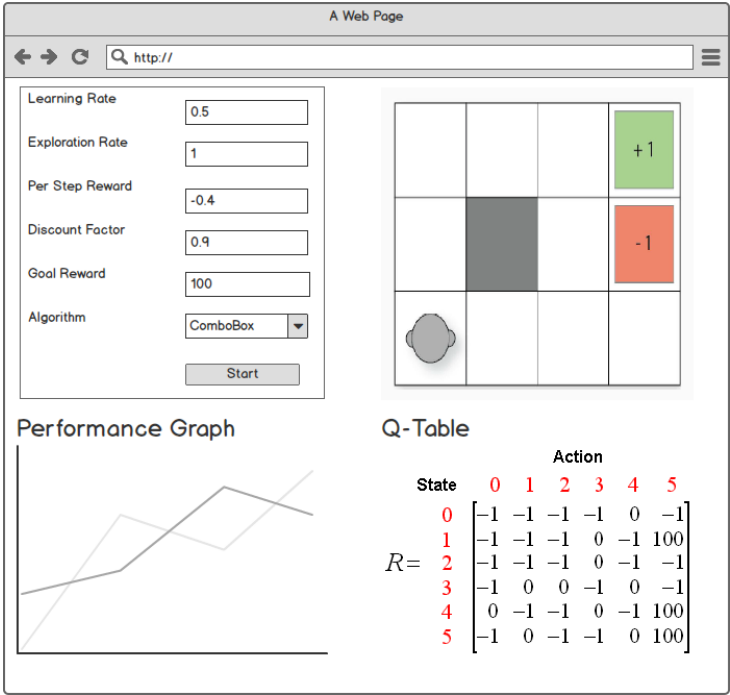 A Web Page
http://
Learning Rate
0.5
Exploration Rate
1
Per Step Reward
-0.4
Discount Factor
0.9
Goal Reward
100
Algorithm
ComboBox
Start
+1
-1
Performance Graph
Q-Table
Action
State 0 1 2 3 4 5
0 −1 −1 −1 −1 0 −1
1 −1 −1 −1 0 −1 100
R= 2 −1 −1 −1 0 −1 −1
3 −1 0 0 −1 0 −1
4 0 −1 −1 0 −1 100
5 −1 0 −1 −1 0 100